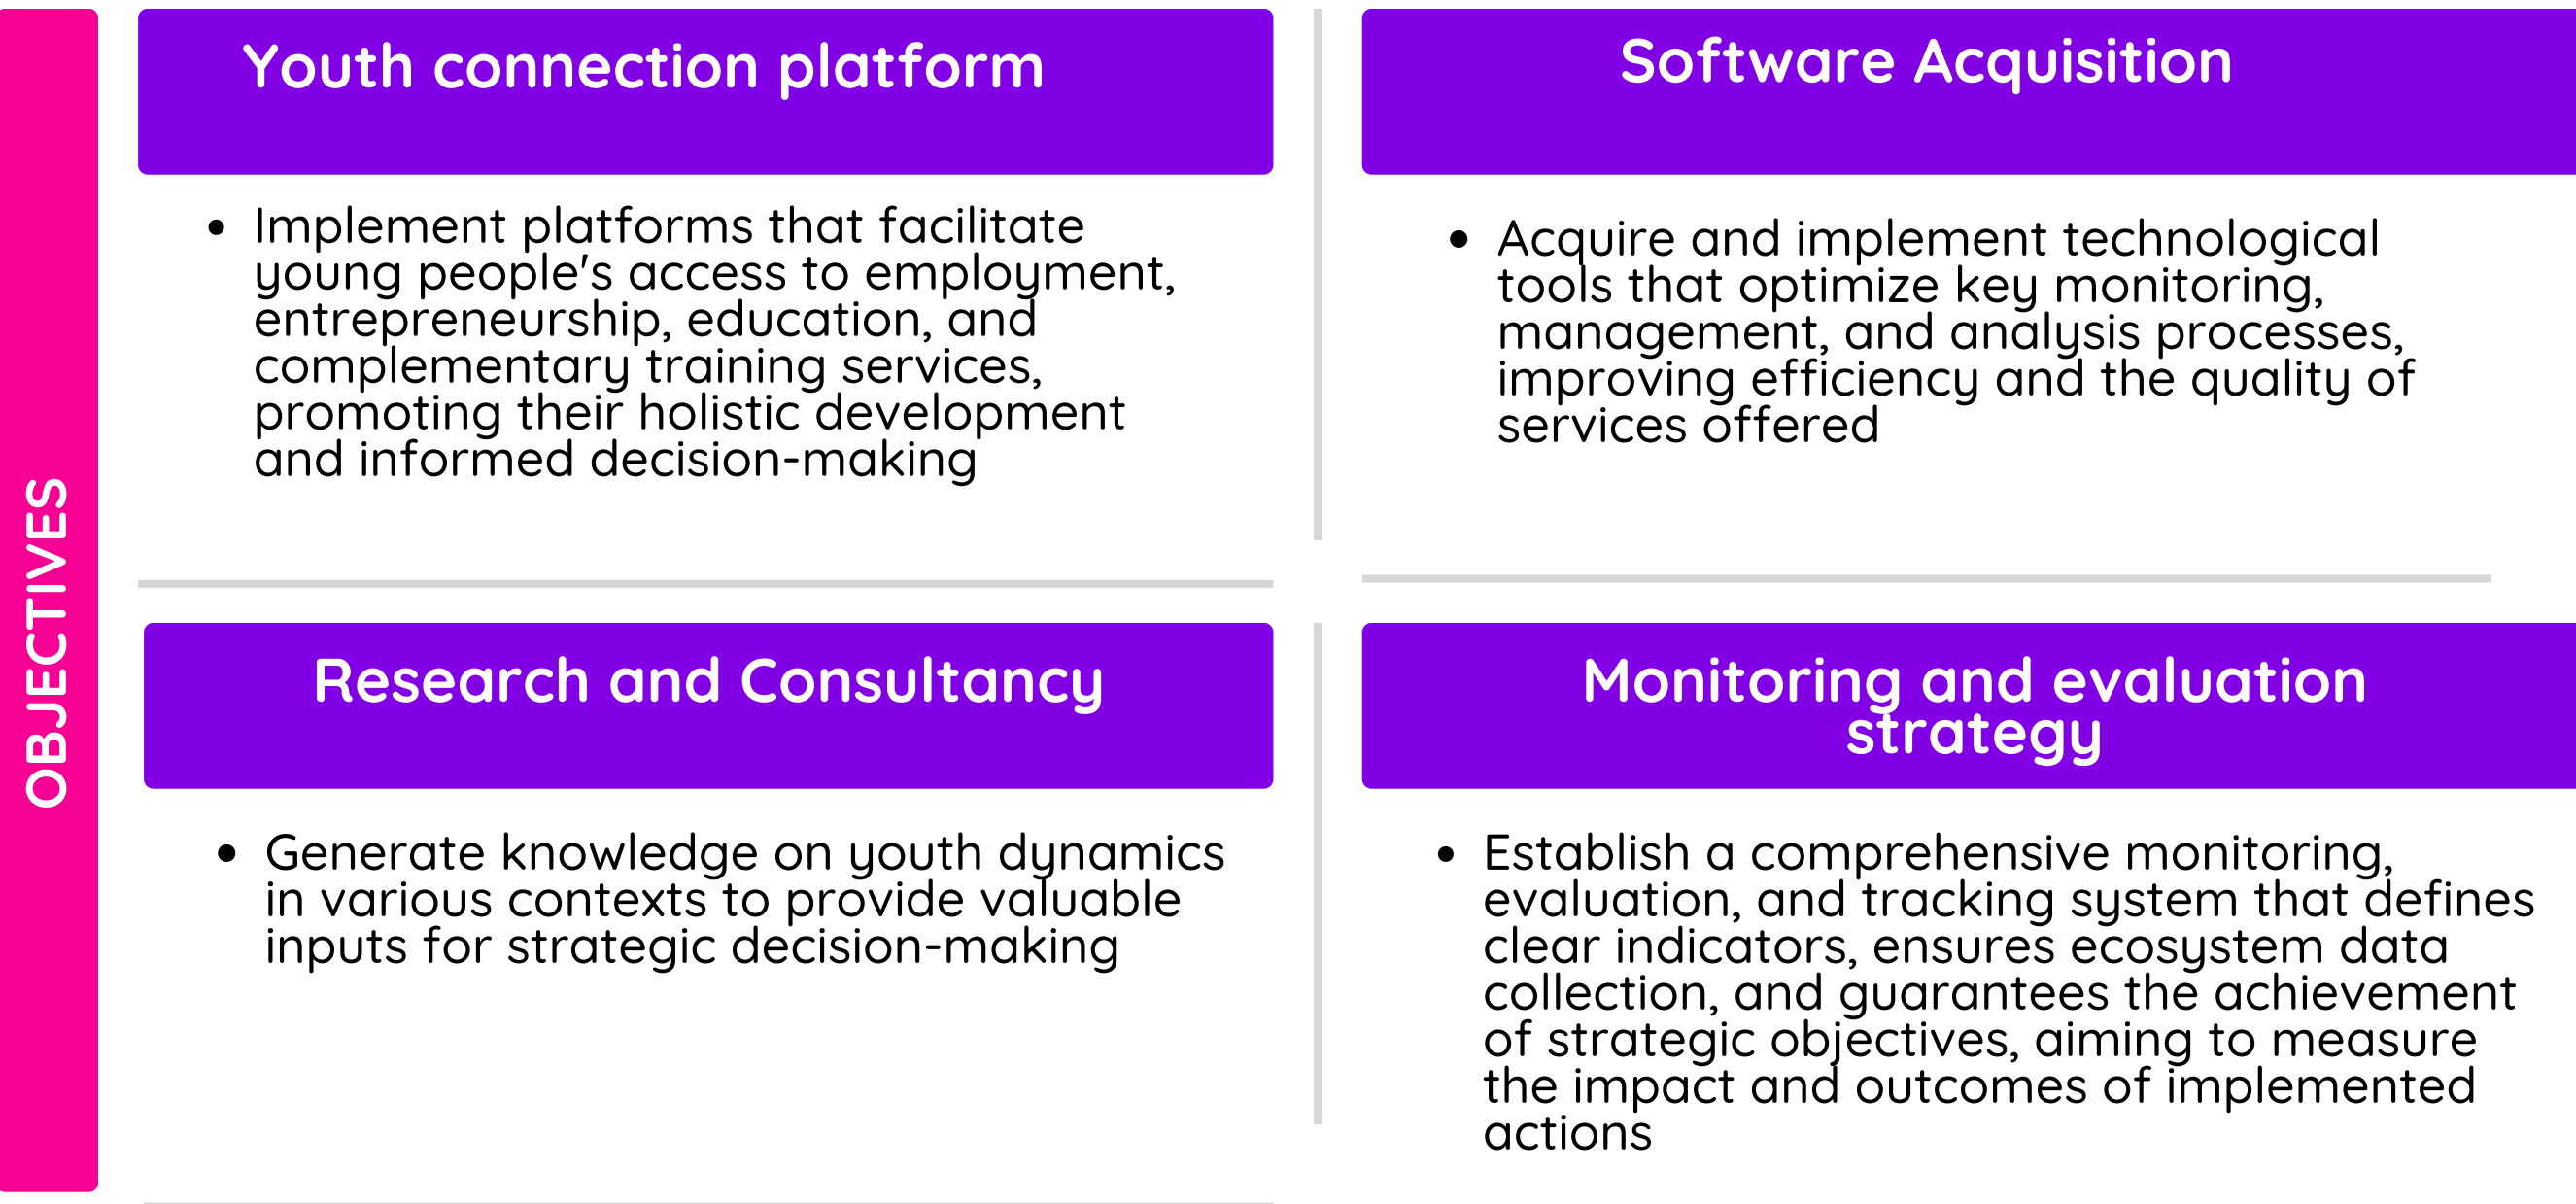 OBJECTIVES
Youth connection platform
Implement platforms that facilitate
young people's access to employment,
entrepreneurship, education, and
complementary training services,
promoting their holistic development
and informed decision-making
Software Acquisition
Acquire and implement technological
tools that optimize key monitoring,
management, and analysis processes,
improving efficiency and the quality of
services offered
Research and Consultancy
Generate knowledge on youth dynamics
in various contexts to provide valuable
inputs for strategic decision-making
Monitoring and evaluation
strategy
Establish a comprehensive monitoring,
evaluation, and tracking system that defines
clear indicators, ensures ecosystem data
collection, and guarantees the achievement
of strategic objectives, aiming to measure
the impact and outcomes of implemented
actions